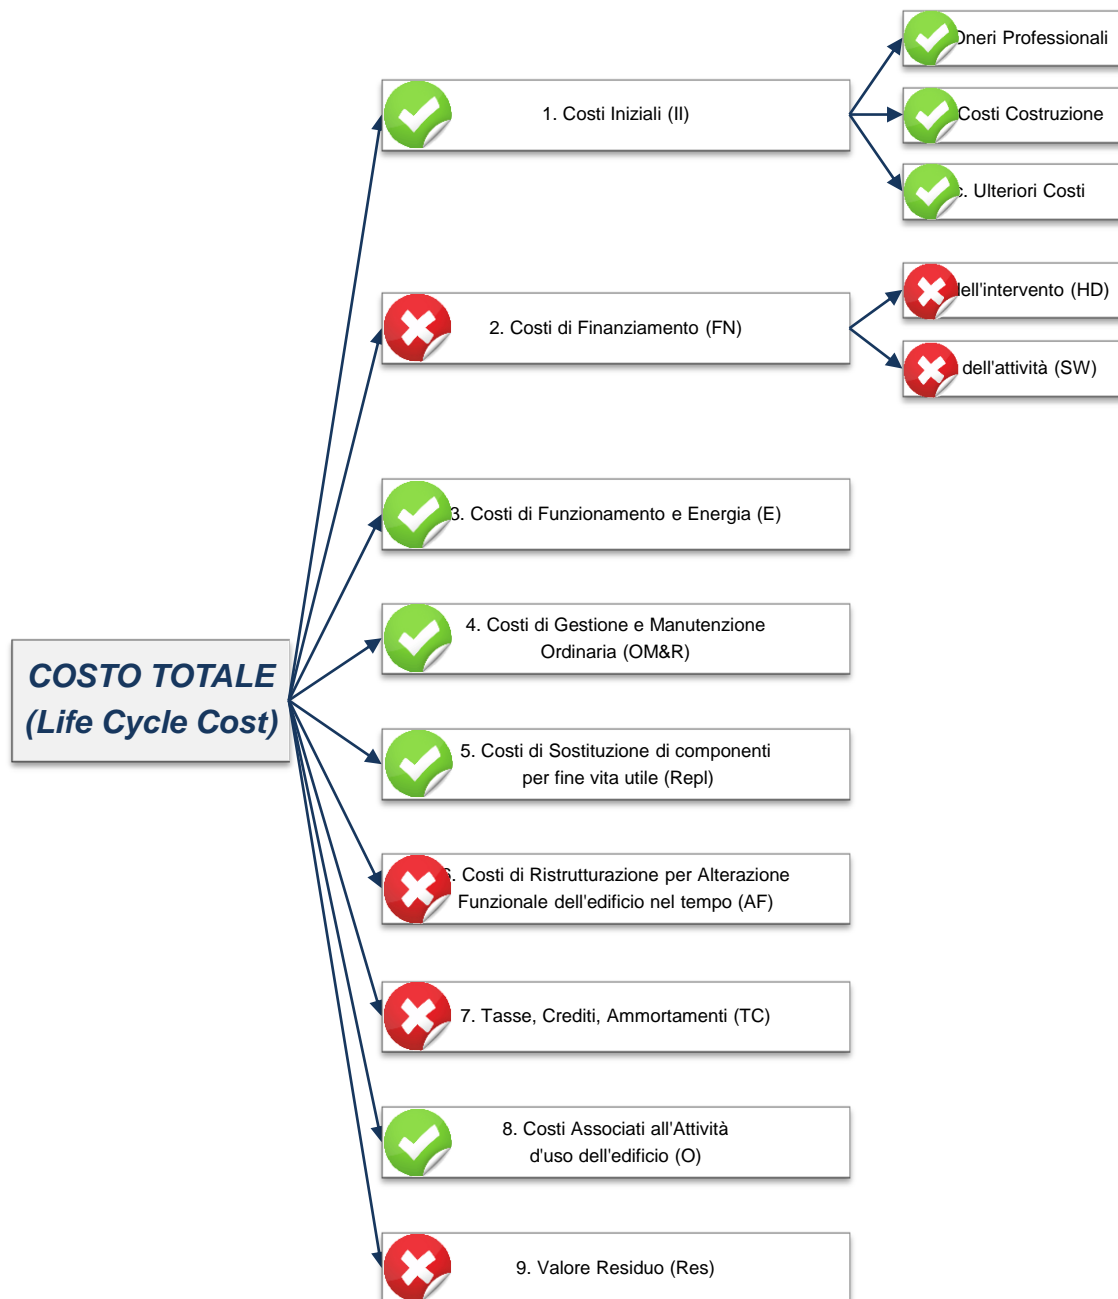 Oneri Professionali
1. Costi Iniziali (II)
Costi Costruzione
c. Ulteriori Costi
dell'intervento (HD)
2. Costi di Finanziamento (FN)
dell'attività (SW)
3. Costi di Funzionamento e Energia (E)
4. Costi di Gestione e Manutenzione
Ordinaria (OM&R)
COSTO TOTALE
(Life Cycle Cost)
5. Costi di Sostituzione di componenti
per fine vita utile (Repl)
6. Costi di Ristrutturazione per Alterazione
Funzionale dell'edificio nel tempo (AF)
7. Tasse, Crediti, Ammortamenti (TC)
8. Costi Associati all'Attività
d'uso dell'edificio (O)
9. Valore Residuo (Res)